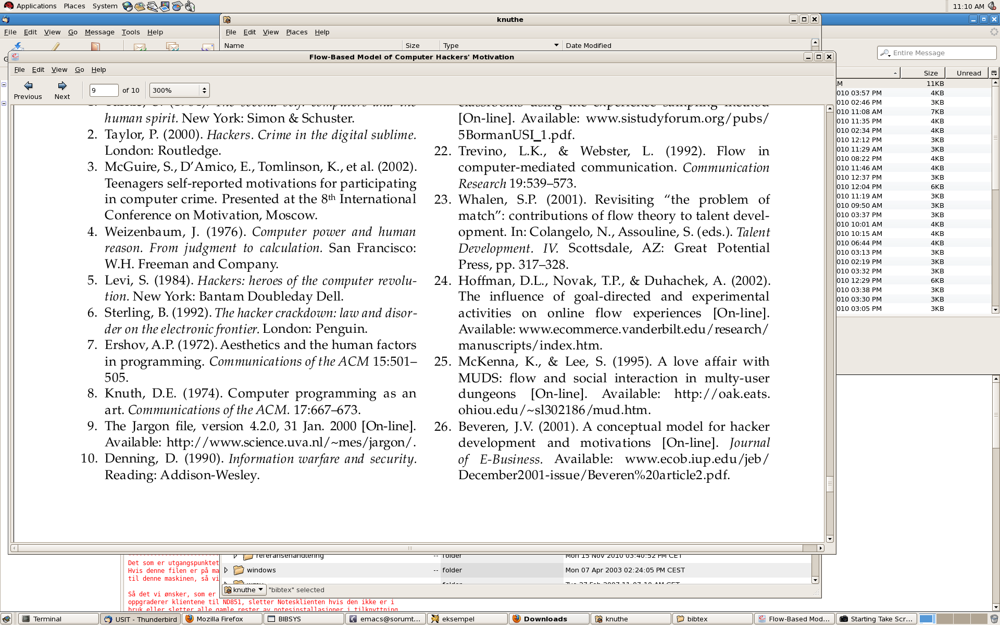 Applications Places System 11:10 AM
knuthe
File Edit View Go Message Tools Help
File Edit View Places Help
Name Size Type Date Modified
Entire Message
Flow-Based Model of Computer Hackers' Motivation
File Edit View Go Help
Previous Next 9 of 10 300%
human spirit. New York: Simon & Schuster.
2. Taylor, P. (2000). Hackers. Crime in the digital sublime.
London: Routledge.
3. McGuire, S., D’Amico, E., Tomlinson, K., et al. (2002).
Teenagers self-reported motivations for participating
in computer crime. Presented at the 8th International
Conference on Motivation, Moscow.
4. Weizenbaum, J. (1976). Computer power and human
reason. From judgment to calculation. San Francisco:
W.H. Freeman and Company.
5. Levi, S. (1984). Hackers: heroes of the computer revolu-
tion. New York: Bantam Doubleday Dell.
6. Sterling, B. (1992). The hacker crackdown: law and disor-
der on the electronic frontier. London: Penguin.
7. Ershov, A.P. (1972). Aesthetics and the human factors
in programming. Communications of the ACM 15:501–
505.
8. Knuth, D.E. (1974). Computer programming as an
art. Communications of the ACM. 17:667–673.
9. The Jargon file, version 4.2.0, 31 Jan. 2000 [On-line].
Available: http://www.science.uva.nl/~mes/jargon/.
10. Denning, D. (1990). Information warfare and security.
Reading: Addison-Wesley.
classrooms using the experience sampling method
[On-line]. Available: www.sistudyforum.org/pubs/
5BormanUSI_1.pdf.
22. Trevino, L.K., & Webster, L. (1992). Flow in
computer-mediated communication. Communication
Research 19:539–573.
23. Whalen, S.P. (2001). Revisiting “the problem of
match”: contributions of flow theory to talent devel-
opment. In: Colangelo, N., Assouline, S. (eds.). Talent
Development. IV. Scottsdale, AZ: Great Potential
Press, pp. 317–328.
24. Hoffman, D.L., Novak, T.P., & Duhachek, A. (2002).
The influence of goal-directed and experimental
activities on online flow experiences [On-line].
Available: www.ecommerce.vanderbilt.edu/research/
manuscripts/index.htm.
25. McKenna, K., & Lee, S. (1995). A love affair with
MUDS: flow and social interaction in multy-user
dungeons [On-line]. Available: http://oak.eats.
ohiou.edu/~sl302186/mud.htm.
26. Beveren, J.V. (2001). A conceptual model for hacker
development and motivations [On-line]. Journal
of E-Business. Available: www.ecob.iup.edu/jeb/
December2001-issue/Beveren%20article2.pdf.
Size Unread
M 11KB
010 03:57 PM 4KB
010 02:46 PM 3KB
010 11:08 AM 7KB
010 11:35 PM 4KB
010 02:34 PM 4KB
010 12:12 PM 3KB
010 11:29 AM 3KB
010 08:22 PM 4KB
010 11:46 AM 4KB
010 12:37 PM 3KB
010 12:04 PM 6KB
010 11:19 AM 3KB
010 09:50 AM 3KB
010 03:37 PM 3KB
010 10:01 AM 4KB
010 10:15 AM 4KB
010 06:44 PM 4KB
010 03:13 PM 3KB
010 02:19 PM 3KB
010 03:32 PM 3KB
010 12:29 PM 6KB
010 03:38 PM 3KB
010 03:30 PM 3KB
010 03:05 PM 3KB
referansehandtering -- folder Mon 15 Nov 2010 03:40:52 PM CET
windows -- folder Mon 07 Apr 2003 02:24:05 PM CEST
knuthe "bibtex" selected
Det som er utgangspunktet
Hvis denne filen er på ma
til denne maskinen, så vi
Så det vi ønsker, som er
oppgraderer klientene til ND851, sletter Notesklienten hvis den ikke er i
bruk eller sletter alle gamle rester av notesinstallasjoner i tilknyttning
Terminal USIT - Thunderbird Mozilla Firefox BIBSYS emacs@sorumt... eksempel Downloads knuthe bibtex Flow-Based Mod... Starting Take Scr...